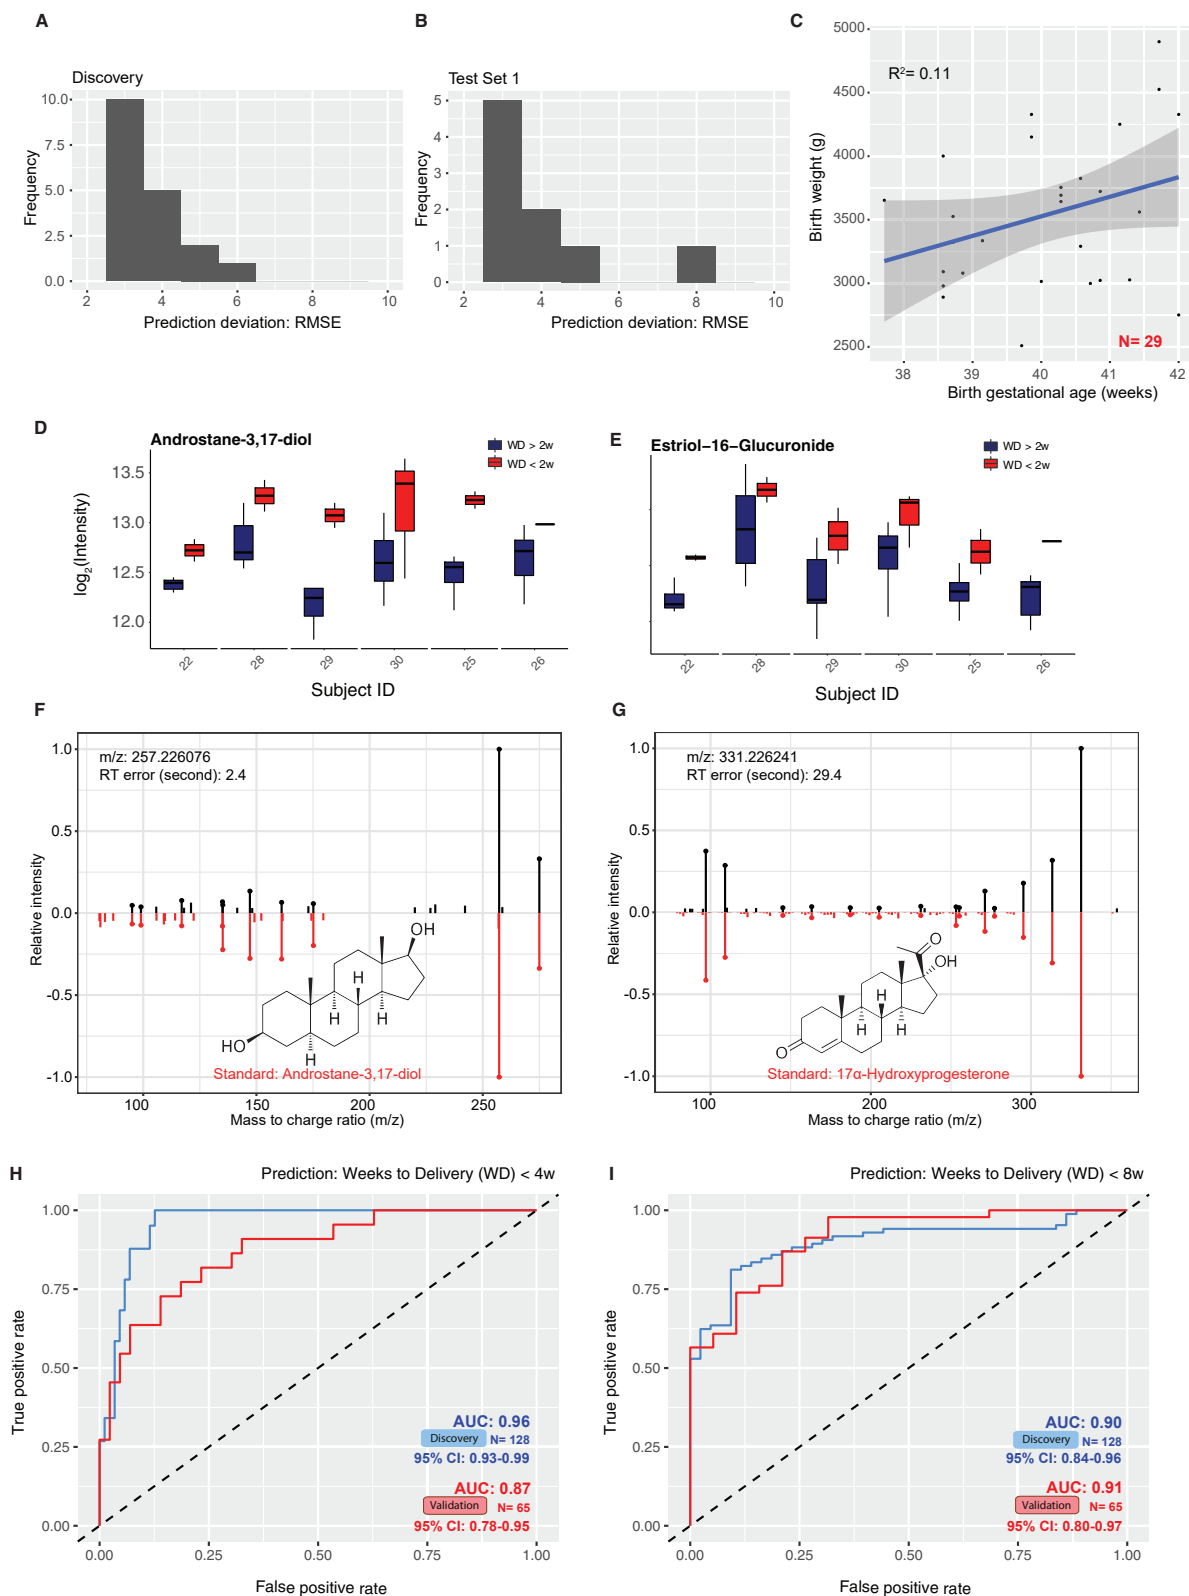 A
Discovery
10.0
7.5
5.0
2.5
0.0
Frequency
2 4 6 8 10
Prediction deviation: RMSE
B
Test Set 1
5
4
3
2
1
0
Frequency
2 4 6 8 10
Prediction deviation: RMSE
C
5000
4500
4000
3500
3000
2500
Birth weight (g)
R²= 0.11
N= 29
38 39 40 41 42
Birth gestational age (weeks)
D
Androstane-3,17-diol
WD > 2w
WD < 2w
13.5
13.0
12.5
12.0
log₂(Intensity)
22 28 29 30 25 26
Subject ID
E
Estriol−16−Glucuronide
WD > 2w
WD < 2w
22 28 29 30 25 26
Subject ID
F
m/z: 257.226076
RT error (second): 2.4
1.0
0.5
0.0
-0.5
-1.0
Relative intensity
OH
H
H H
HO
H
Standard: Androstane-3,17-diol
100 150 200 250
Mass to charge ratio (m/z)
G
m/z: 331.226241
RT error (second): 29.4
1.0
0.5
0.0
-0.5
-1.0
Relative intensity
O
OH
H
H H
O
Standard: 17α-Hydroxyprogesterone
100 200 300
Mass to charge ratio (m/z)
H
Prediction: Weeks to Delivery (WD) < 4w
1.00
0.75
0.50
0.25
0.00
True positive rate
AUC: 0.96
Discovery N= 128
95% CI: 0.93-0.99
AUC: 0.87
Validation N= 65
95% CI: 0.78-0.95
0.00 0.25 0.50 0.75 1.00
False positive rate
I
Prediction: Weeks to Delivery (WD) < 8w
1.00
0.75
0.50
0.25
0.00
True positive rate
AUC: 0.90
Discovery N= 128
95% CI: 0.84-0.96
AUC: 0.91
Validation N= 65
95% CI: 0.80-0.97
0.00 0.25 0.50 0.75 1.00
False positive rate